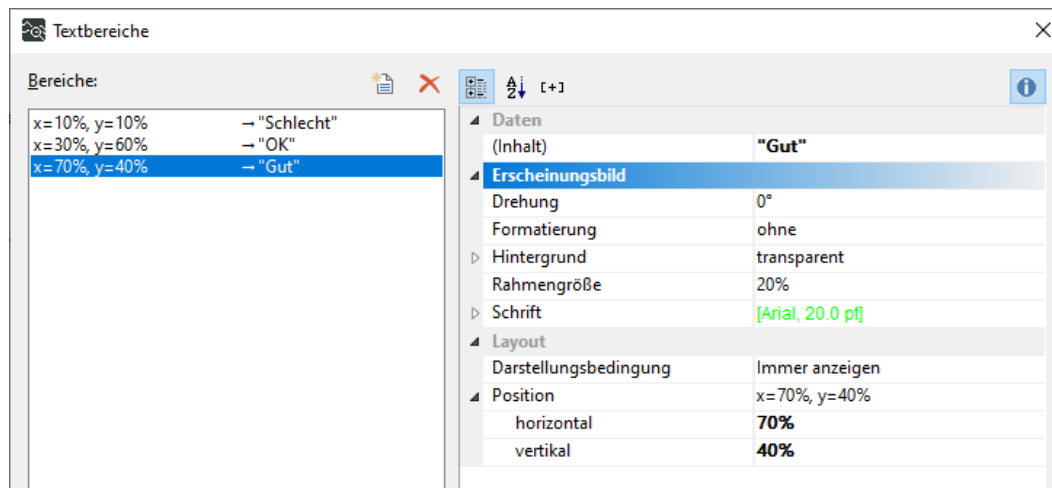 Textbereiche
Bereiche:
x=10%, y=10% → "Schlecht"
x=30%, y=60% → "OK"
x=70%, y=40% → "Gut"
Daten
(Inhalt) "Gut"
Erscheinungsbild
Drehung 0°
Formatierung ohne
Hintergrund transparent
Rahmengröße 20%
Schrift [Arial, 20.0 pt]
Layout
Darstellungsbedingung Immer anzeigen
Position x=70%, y=40%
horizontal 70%
vertikal 40%